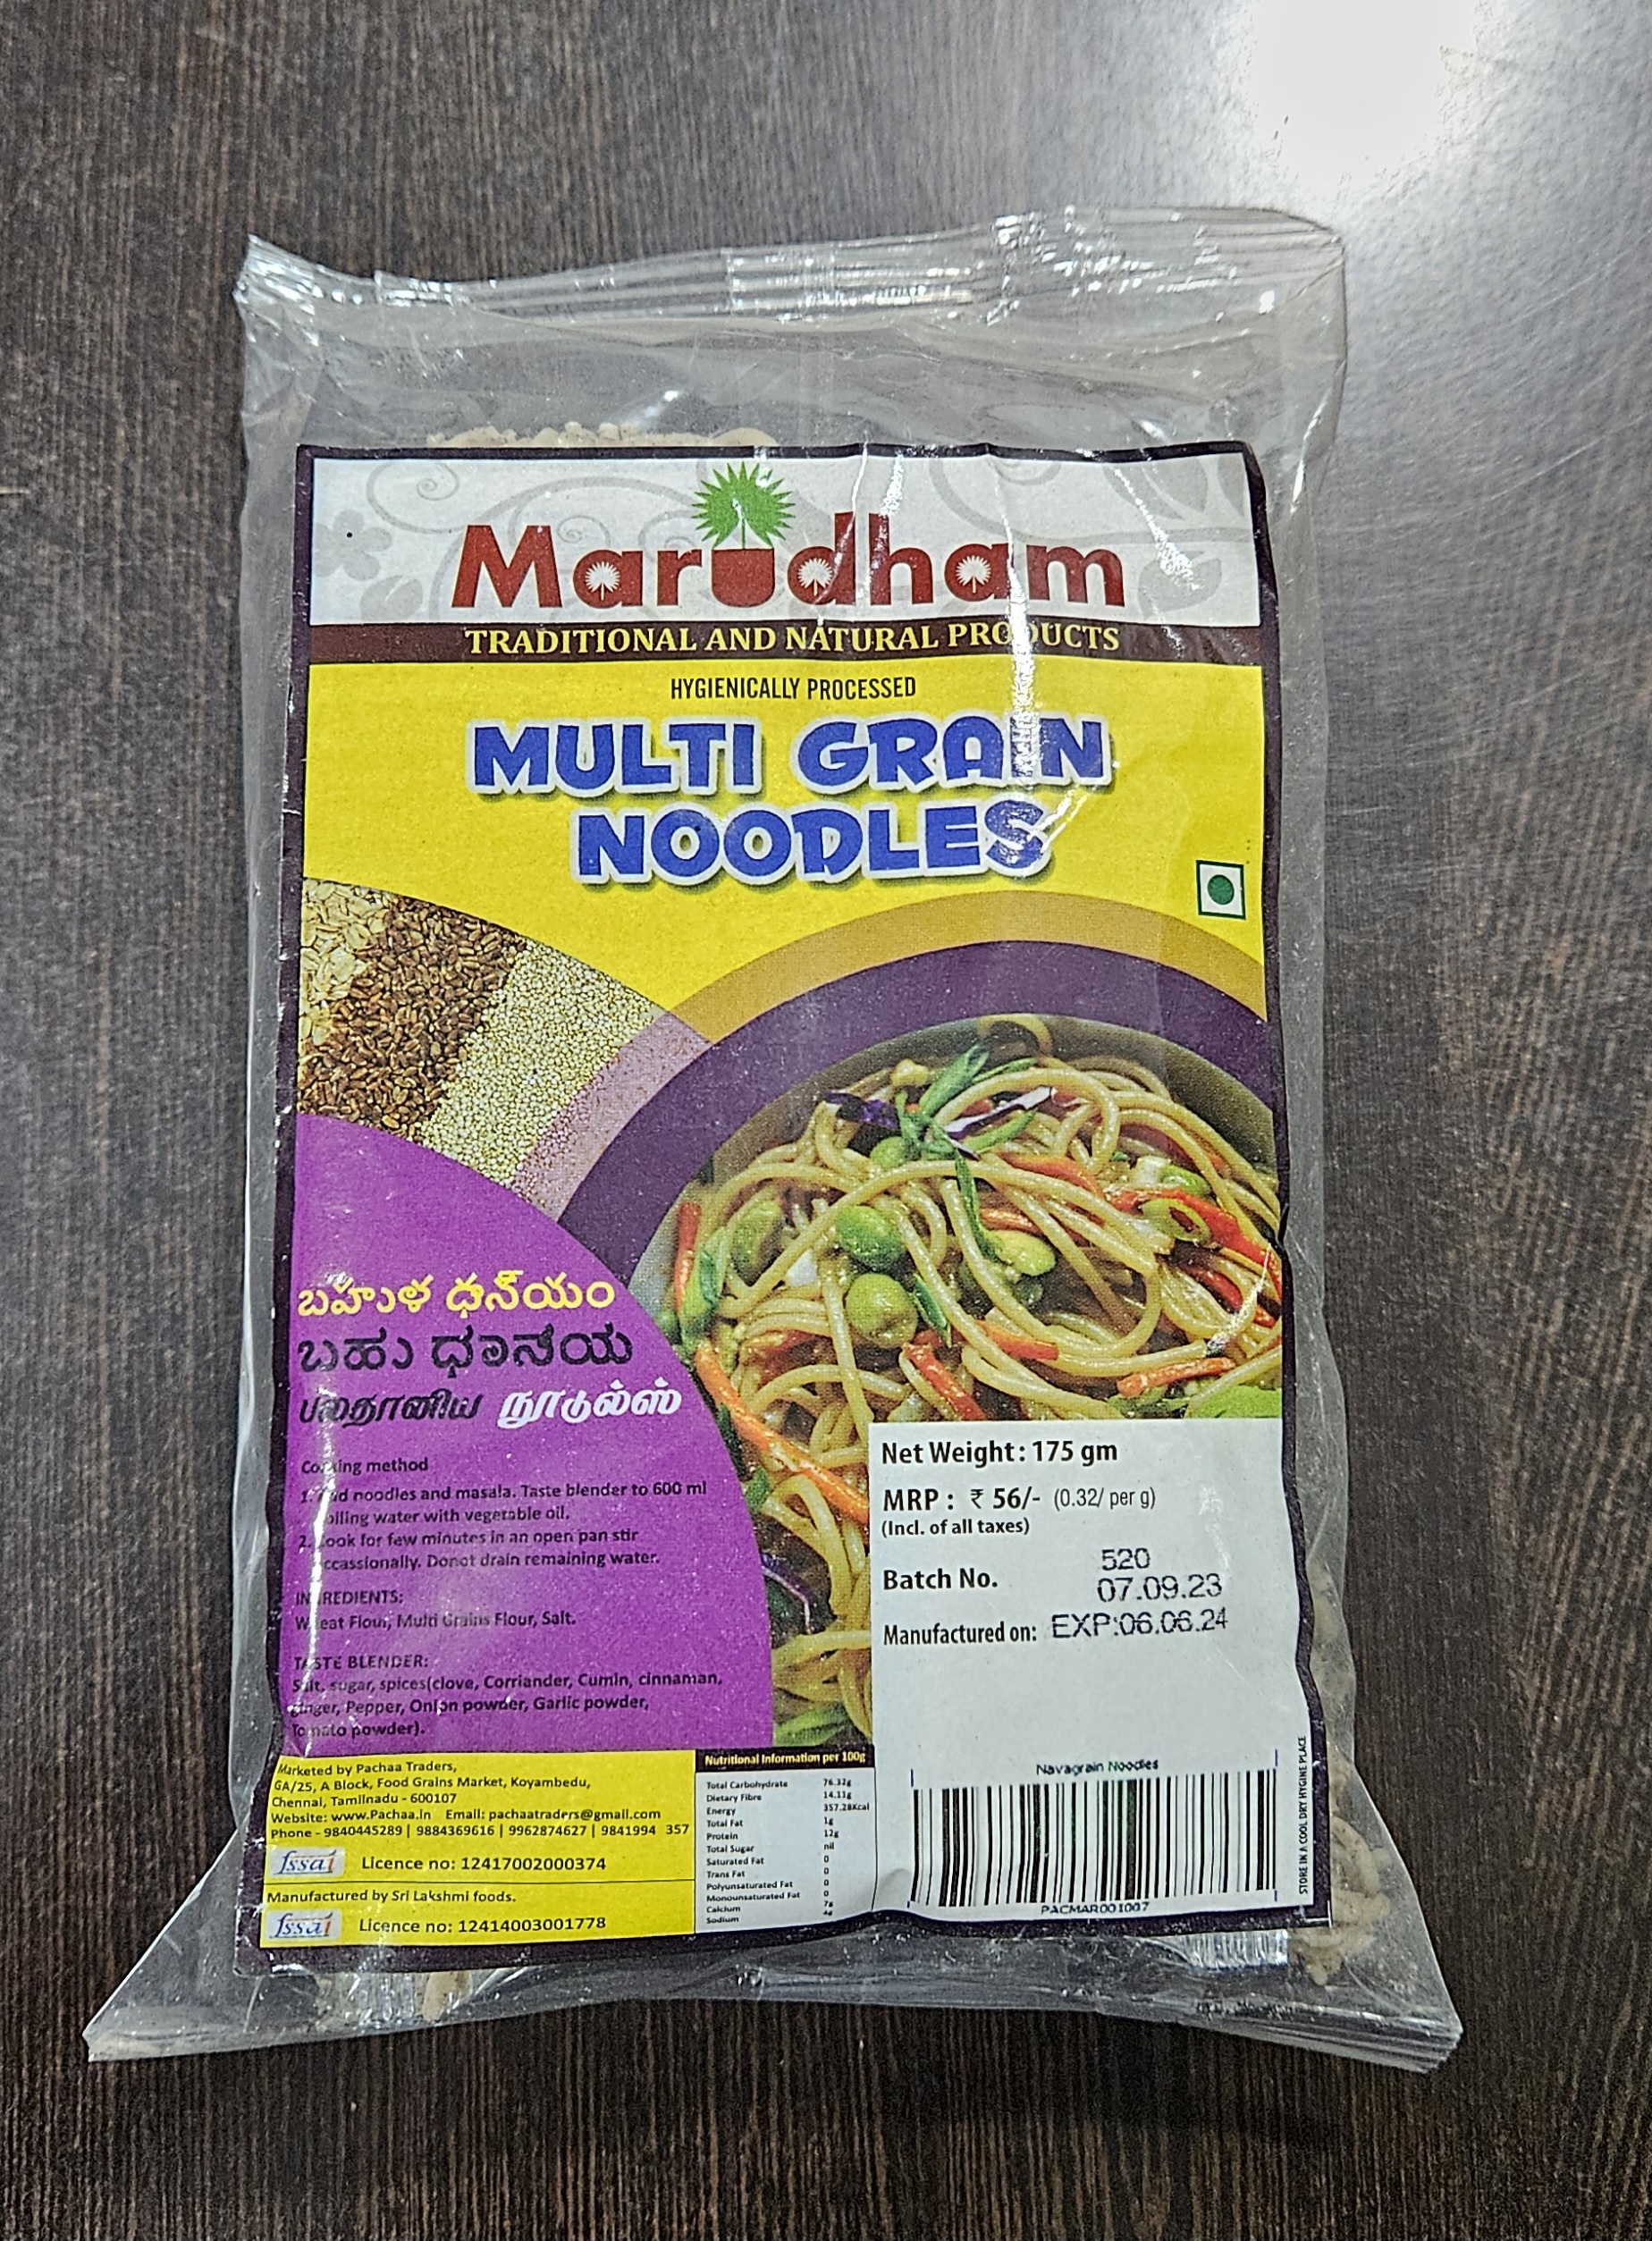 Marudham
TRADITIONAL AND NATURAL PRODUCTS
HYGIENICALLY PROCESSED
MULTI GRAIN
NOODLES
బహుళ ధాన్యం
ಬಹು ಧಾನ್ಯ
பலதானிய நூடுல்ஸ்
Cooking method
1. Add noodles and masala. Taste blender to 600 ml
boiling water with vegetable oil.
2. Cook for few minutes in an open pan stir
occassionally. Donot drain remaining water.
INGREDIENTS:
Wheat Flour, Multi Grains Flour, Salt.
TASTE BLENDER:
Salt, sugar, spices(clove, Corriander, Cumin, cinnaman,
ginger, Pepper, Onion powder, Garlic powder,
Tomato powder).
Net Weight : 175 gm
MRP : ₹ 56/- (0.32/ per g)
(Incl. of all taxes)
520
Batch No. 07.09.23
Manufactured on: EXP:06.06.24
Marketed by Pachaa Traders,
GA/25, A Block, Food Grains Market, Koyambedu,
Chennai, Tamilnadu - 600107
Website: www.Pachaa.in Email: pachaatraders@gmail.com
Phone - 9840445289 | 9884369616 | 9962874627 | 9841994 357
fssai Licence no: 12417002000374
Manufactured by Sri Lakshmi foods.
fssai Licence no: 12414003001778
Nutritional Information per 100g
Total Carbohydrate 76.32g
Dietary Fibre 14.11g
Energy 357.28Kcal
Total Fat 1g
Protein 12g
Total Sugar nil
Saturated Fat 0
Trans Fat 0
Polyunsaturated Fat 0
Monounsaturated Fat 0
Calcium 7g
Sodium 4g
Navagrain Noodles
PACMAR001007
STORE IN A COOL DRY HYGINE PLACE